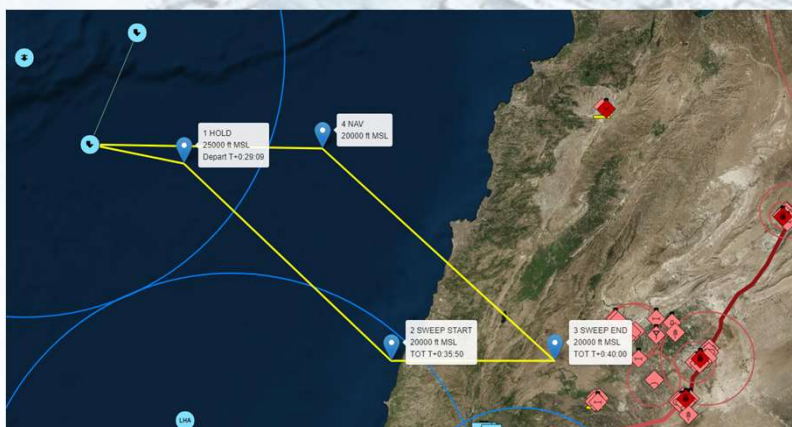 1 HOLD
25000 ft MSL
Depart T+0:29:09
4 NAV
20000 ft MSL
2 SWEEP START
20000 ft MSL
TOT T+0:35:50
3 SWEEP END
20000 ft MSL
TOT T+0:40:00
LHA